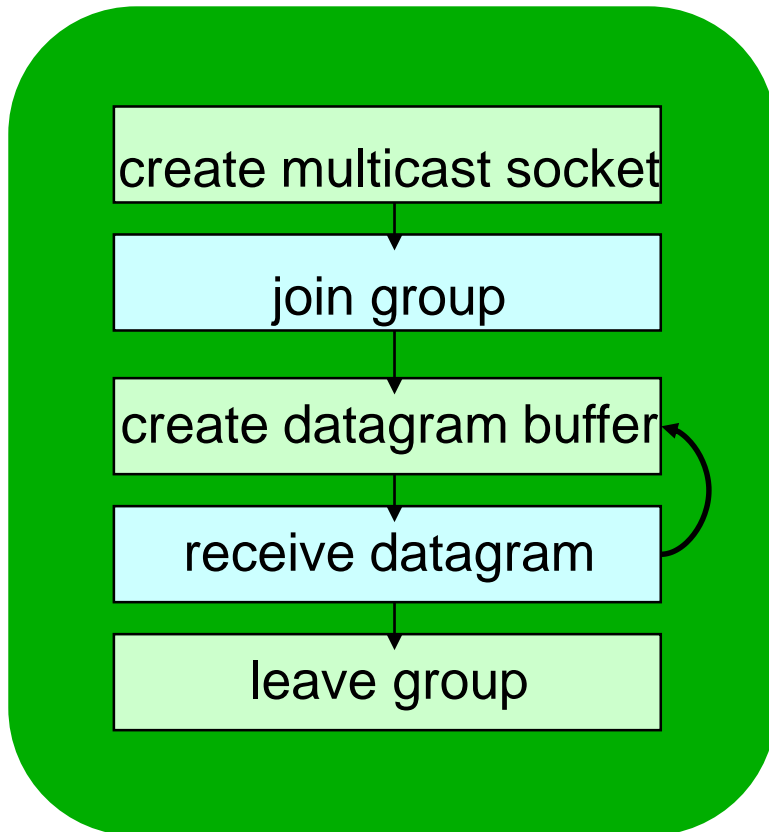 create multicast socket
join group
create datagram buffer
receive datagram
leave group